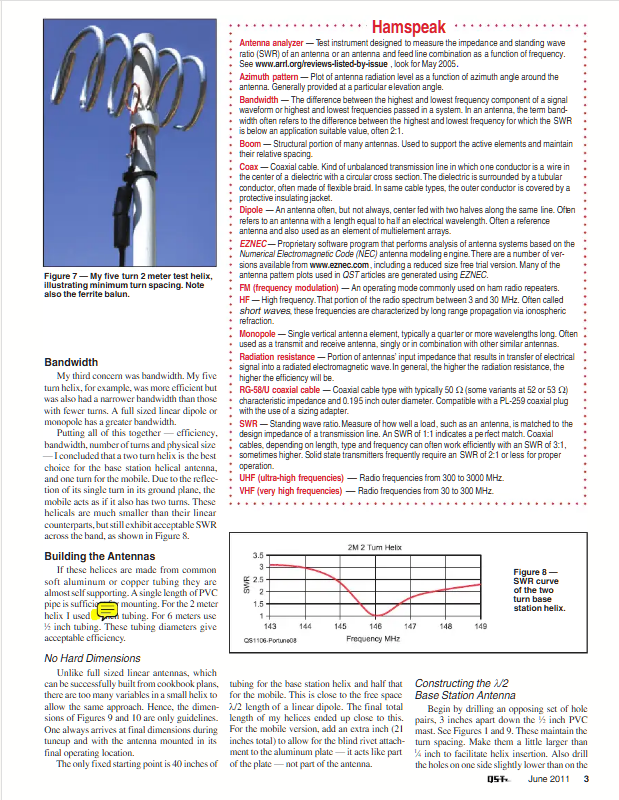 Figure 7 — My five turn 2 meter test helix,
illustrating minimum turn spacing. Note
also the ferrite balun.
Bandwidth
My third concern was bandwidth. My five
turn helix, for example, was more efficient but
was also had a narrower bandwidth than those
with fewer turns. A full sized linear dipole or
monopole has a greater bandwidth.
Putting all of this together — efficiency,
bandwidth, number of turns and physical size
— I concluded that a two turn helix is the best
choice for the base station helical antenna,
and one turn for the mobile. Due to the reflec-
tion of its single turn in its ground plane, the
mobile acts as if it also has two turns. These
helicals are much smaller than their linear
counterparts, but still exhibit acceptable SWR
across the band, as shown in Figure 8.
Building the Antennas
If these helices are made from common
soft aluminum or copper tubing they are
almost self supporting. A single length of PVC
pipe is mounting. For the 2 meter
helix I used tubing. For 6 meters use
½ inch tubing. These tubing diameters give
acceptable efficiency.
No Hard Dimensions
Unlike full sized linear antennas, which
can be successfully built from cookbook plans,
there are too many variables in a small helix to
allow the same approach. Hence, the dimen-
sions of Figures 9 and 10 are only guidelines.
One always arrives at final dimensions during
tuneup and with the antenna mounted in its
final operating location.
The only fixed starting point is 40 inches of
Hamspeak
Antenna analyzer — Test instrument designed to measure the impedance and standing wave
ratio (SWR) of an antenna or an antenna and feed line combination as a function of frequency.
See www.arrl.org/reviews-listed-by-issue , look for May 2005.
Azimuth pattern — Plot of antenna radiation level as a function of azimuth angle around the
antenna. Generally provided at a particular elevation angle.
Bandwidth — The difference between the highest and lowest frequency component of a signal
waveform or highest and lowest frequencies passed in a system. In an antenna, the term band-
width often refers to the difference between the highest and lowest frequency for which the SWR
is below an application suitable value, often 2:1.
Boom — Structural portion of many antennas. Used to support the active elements and maintain
their relative spacing.
Coax — Coaxial cable. Kind of unbalanced transmission line in which one conductor is a wire in
the center of a dielectric with a circular cross section. The dielectric is surrounded by a tubular
conductor, often made of flexible braid. In same cable types, the outer conductor is covered by a
protective insulating jacket.
Dipole — An antenna often, but not always, center fed with two halves along the same line. Often
refers to an antenna with a length equal to half an electrical wavelength. Often a reference
antenna and also used as an element of multielement arrays.
EZNEC — Proprietary software program that performs analysis of antenna systems based on the
Numerical Electromagnetic Code (NEC) antenna modeling engine. There are a number of ver-
sions available from www.eznec.com, including a reduced size free trial version. Many of the
antenna pattern plots used in QST articles are generated using EZNEC.
FM (frequency modulation) — An operating mode commonly used on ham radio repeaters.
HF — High frequency. That portion of the radio spectrum between 3 and 30 MHz. Often called
short waves, these frequencies are characterized by long range propagation via ionospheric
refraction.
Monopole — Single vertical antenna element, typically a quarter or more wavelengths long. Often
used as a transmit and receive antenna, singly or in combination with other similar antennas.
Radiation resistance — Portion of antennas' input impedance that results in transfer of electrical
signal into a radiated electromagnetic wave. In general, the higher the radiation resistance, the
higher the efficiency will be.
RG-58/U coaxial cable — Coaxial cable type with typically 50 Ω (some variants at 52 or 53 Ω)
characteristic impedance and 0.195 inch outer diameter. Compatible with a PL-259 coaxial plug
with the use of a sizing adapter.
SWR — Standing wave ratio. Measure of how well a load, such as an antenna, is matched to the
design impedance of a transmission line. An SWR of 1:1 indicates a perfect match. Coaxial
cables, depending on length, type and frequency can often work efficiently with an SWR of 3:1,
sometimes higher. Solid state transmitters frequently require an SWR of 2:1 or less for proper
operation.
UHF (ultra-high frequencies) — Radio frequencies from 300 to 3000 MHz.
VHF (very high frequencies) — Radio frequencies from 30 to 300 MHz.
2M 2 Turn Helix
3.5
3
2.5
2
1.5
1
SWR
143 144 145 146 147 148 149
QS1106-Portune08
Frequency MHz
Figure 8 —
SWR curve
of the two
turn base
station helix.
tubing for the base station helix and half that
for the mobile. This is close to the free space
λ/2 length of a linear dipole. The final total
length of my helices ended up close to this.
For the mobile version, add an extra inch (21
inches total) to allow for the blind rivet attach-
ment to the aluminum plate — it acts like part
of the plate — not part of the antenna.
Constructing the λ/2
Base Station Antenna
Begin by drilling an opposing set of hole
pairs, 3 inches apart down the ½ inch PVC
mast. See Figures 1 and 9. These maintain the
turn spacing. Make them a little larger than
¼ inch to facilitate helix insertion. Also drill
the holes on one side slightly lower than on the
QST June 2011 3